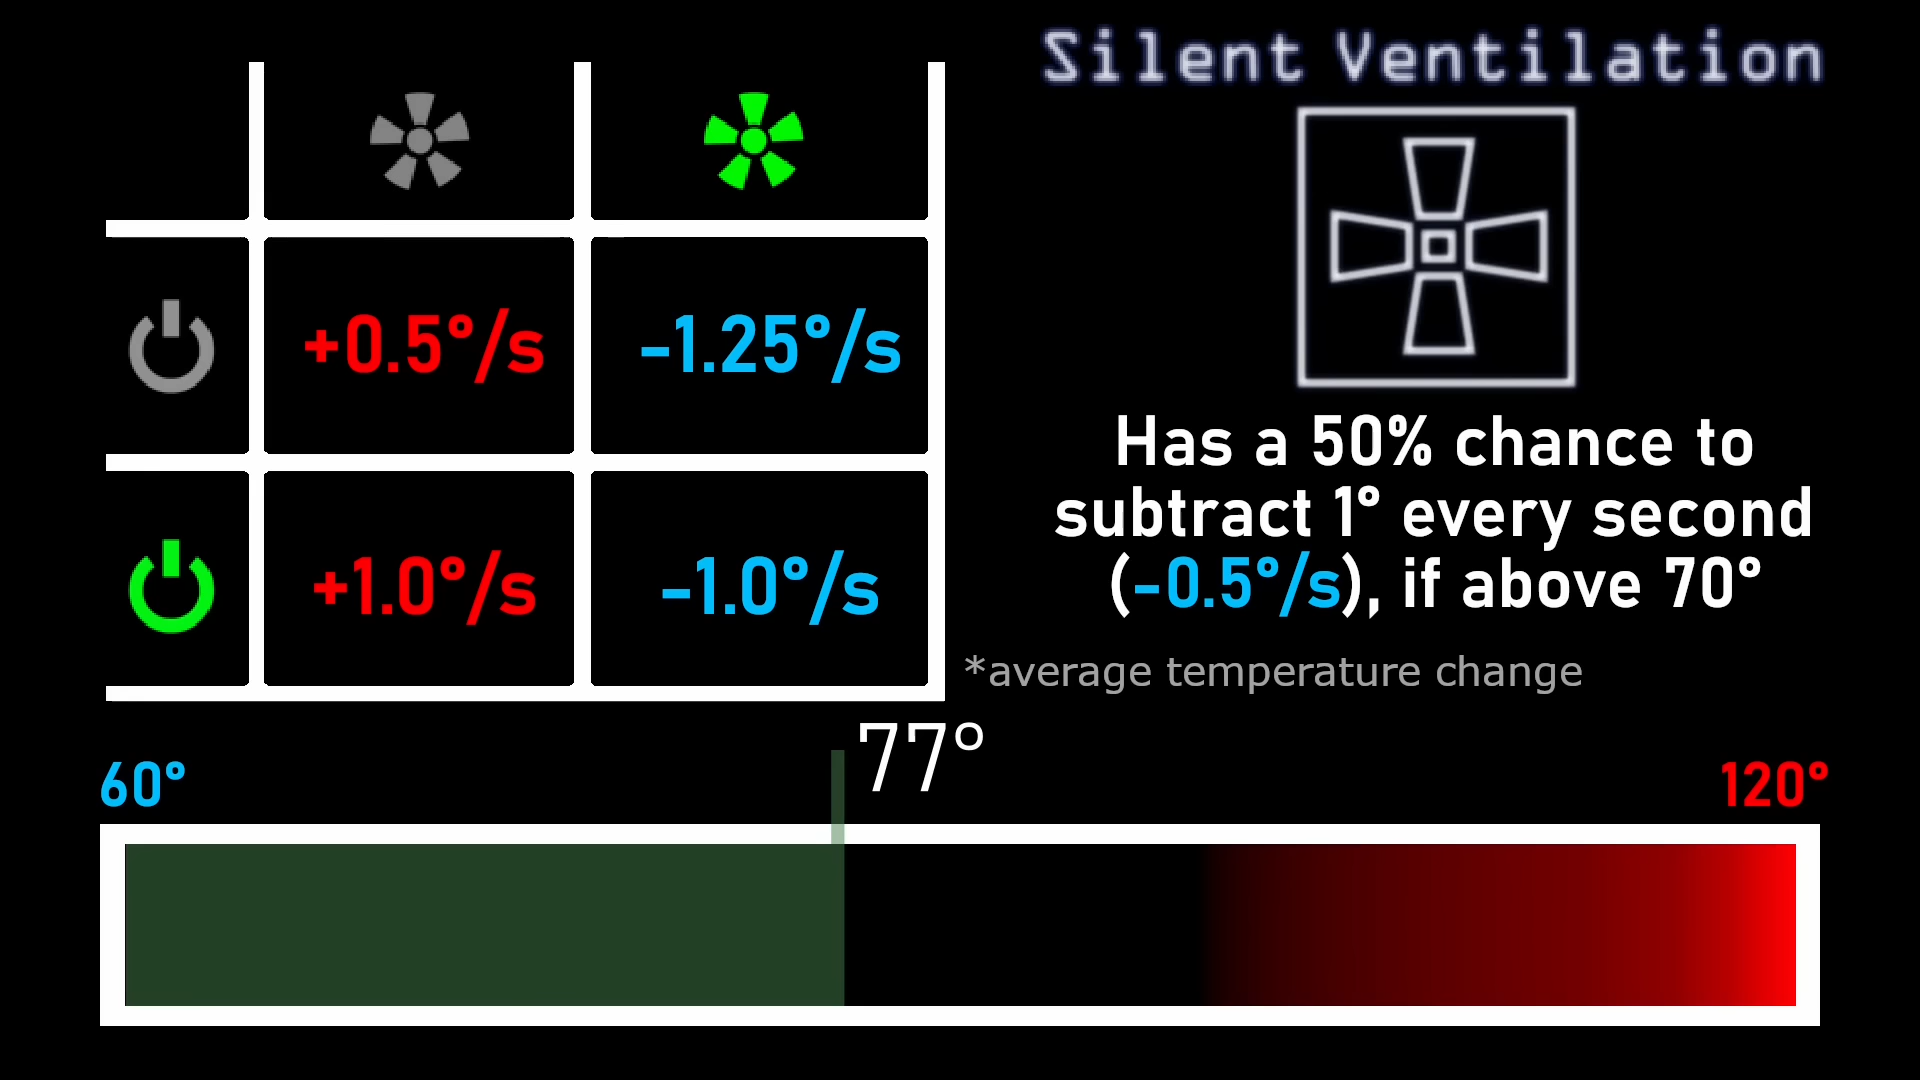 Silent Ventilation
+0.5°/s
-1.25°/s
+1.0°/s
-1.0°/s
Has a 50% chance to
subtract 1° every second
(-0.5°/s), if above 70°
*average temperature change
77°
60°
120°